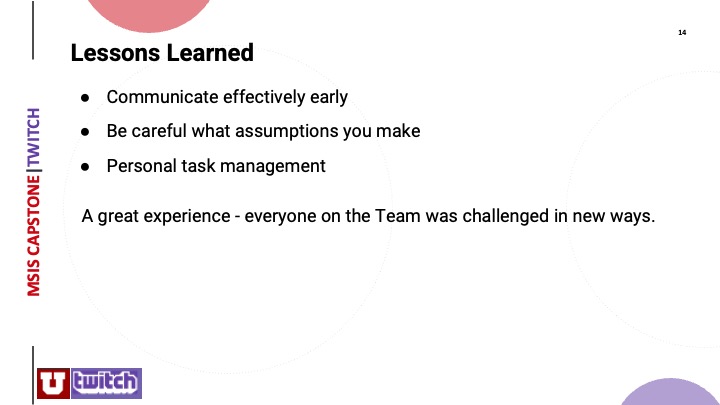 14
Lessons Learned
● Communicate effectively early
● Be careful what assumptions you make
● Personal task management
A great experience - everyone on the Team was challenged in new ways.
MSIS CAPSTONE|TWITCH
U twitch